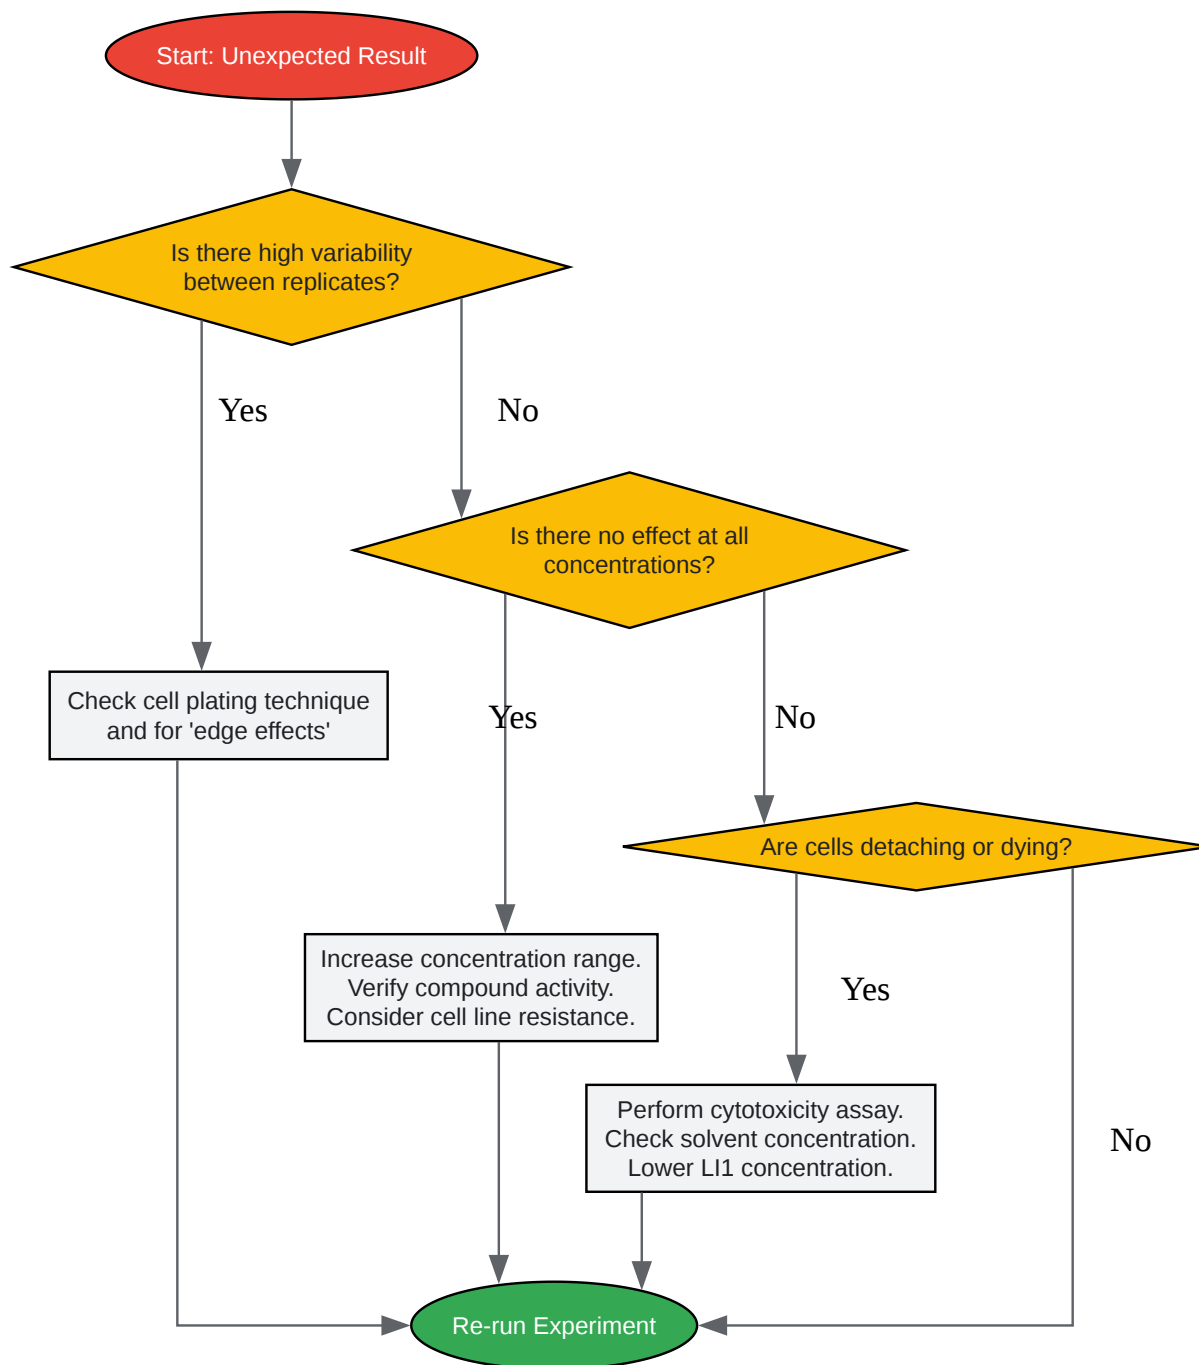 Start: Unexpected Result
Is there high variability
between replicates?
Yes
No
Is there no effect at all
concentrations?
Check cell plating technique
and for 'edge effects'
Yes
No
Are cells detaching or dying?
Increase concentration range.
Verify compound activity.
Consider cell line resistance.
Yes
Perform cytotoxicity assay.
Check solvent concentration.
Lower LI1 concentration.
No
Re-run Experiment